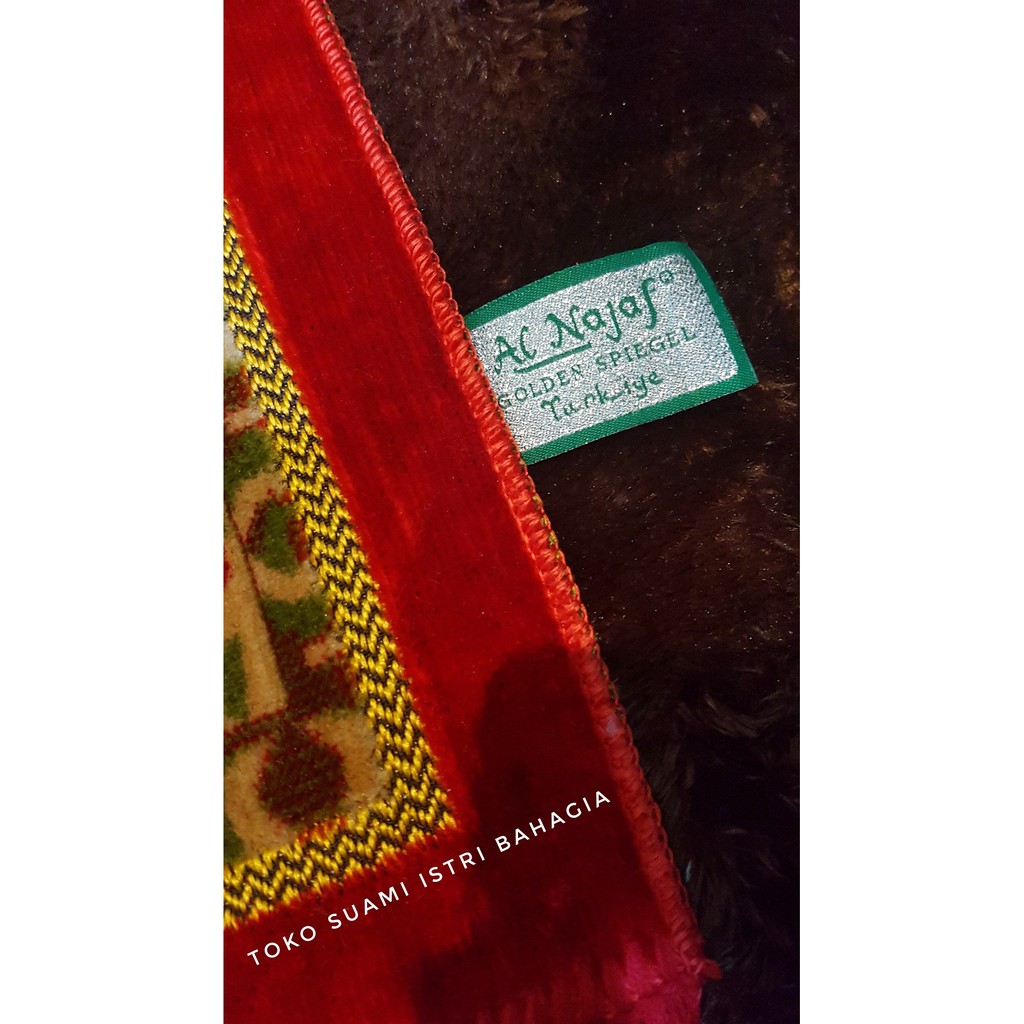 Al Najaf®
GOLDEN SPIEGEL
Turkiye
TOKO SUAMI ISTRI BAHAGIA